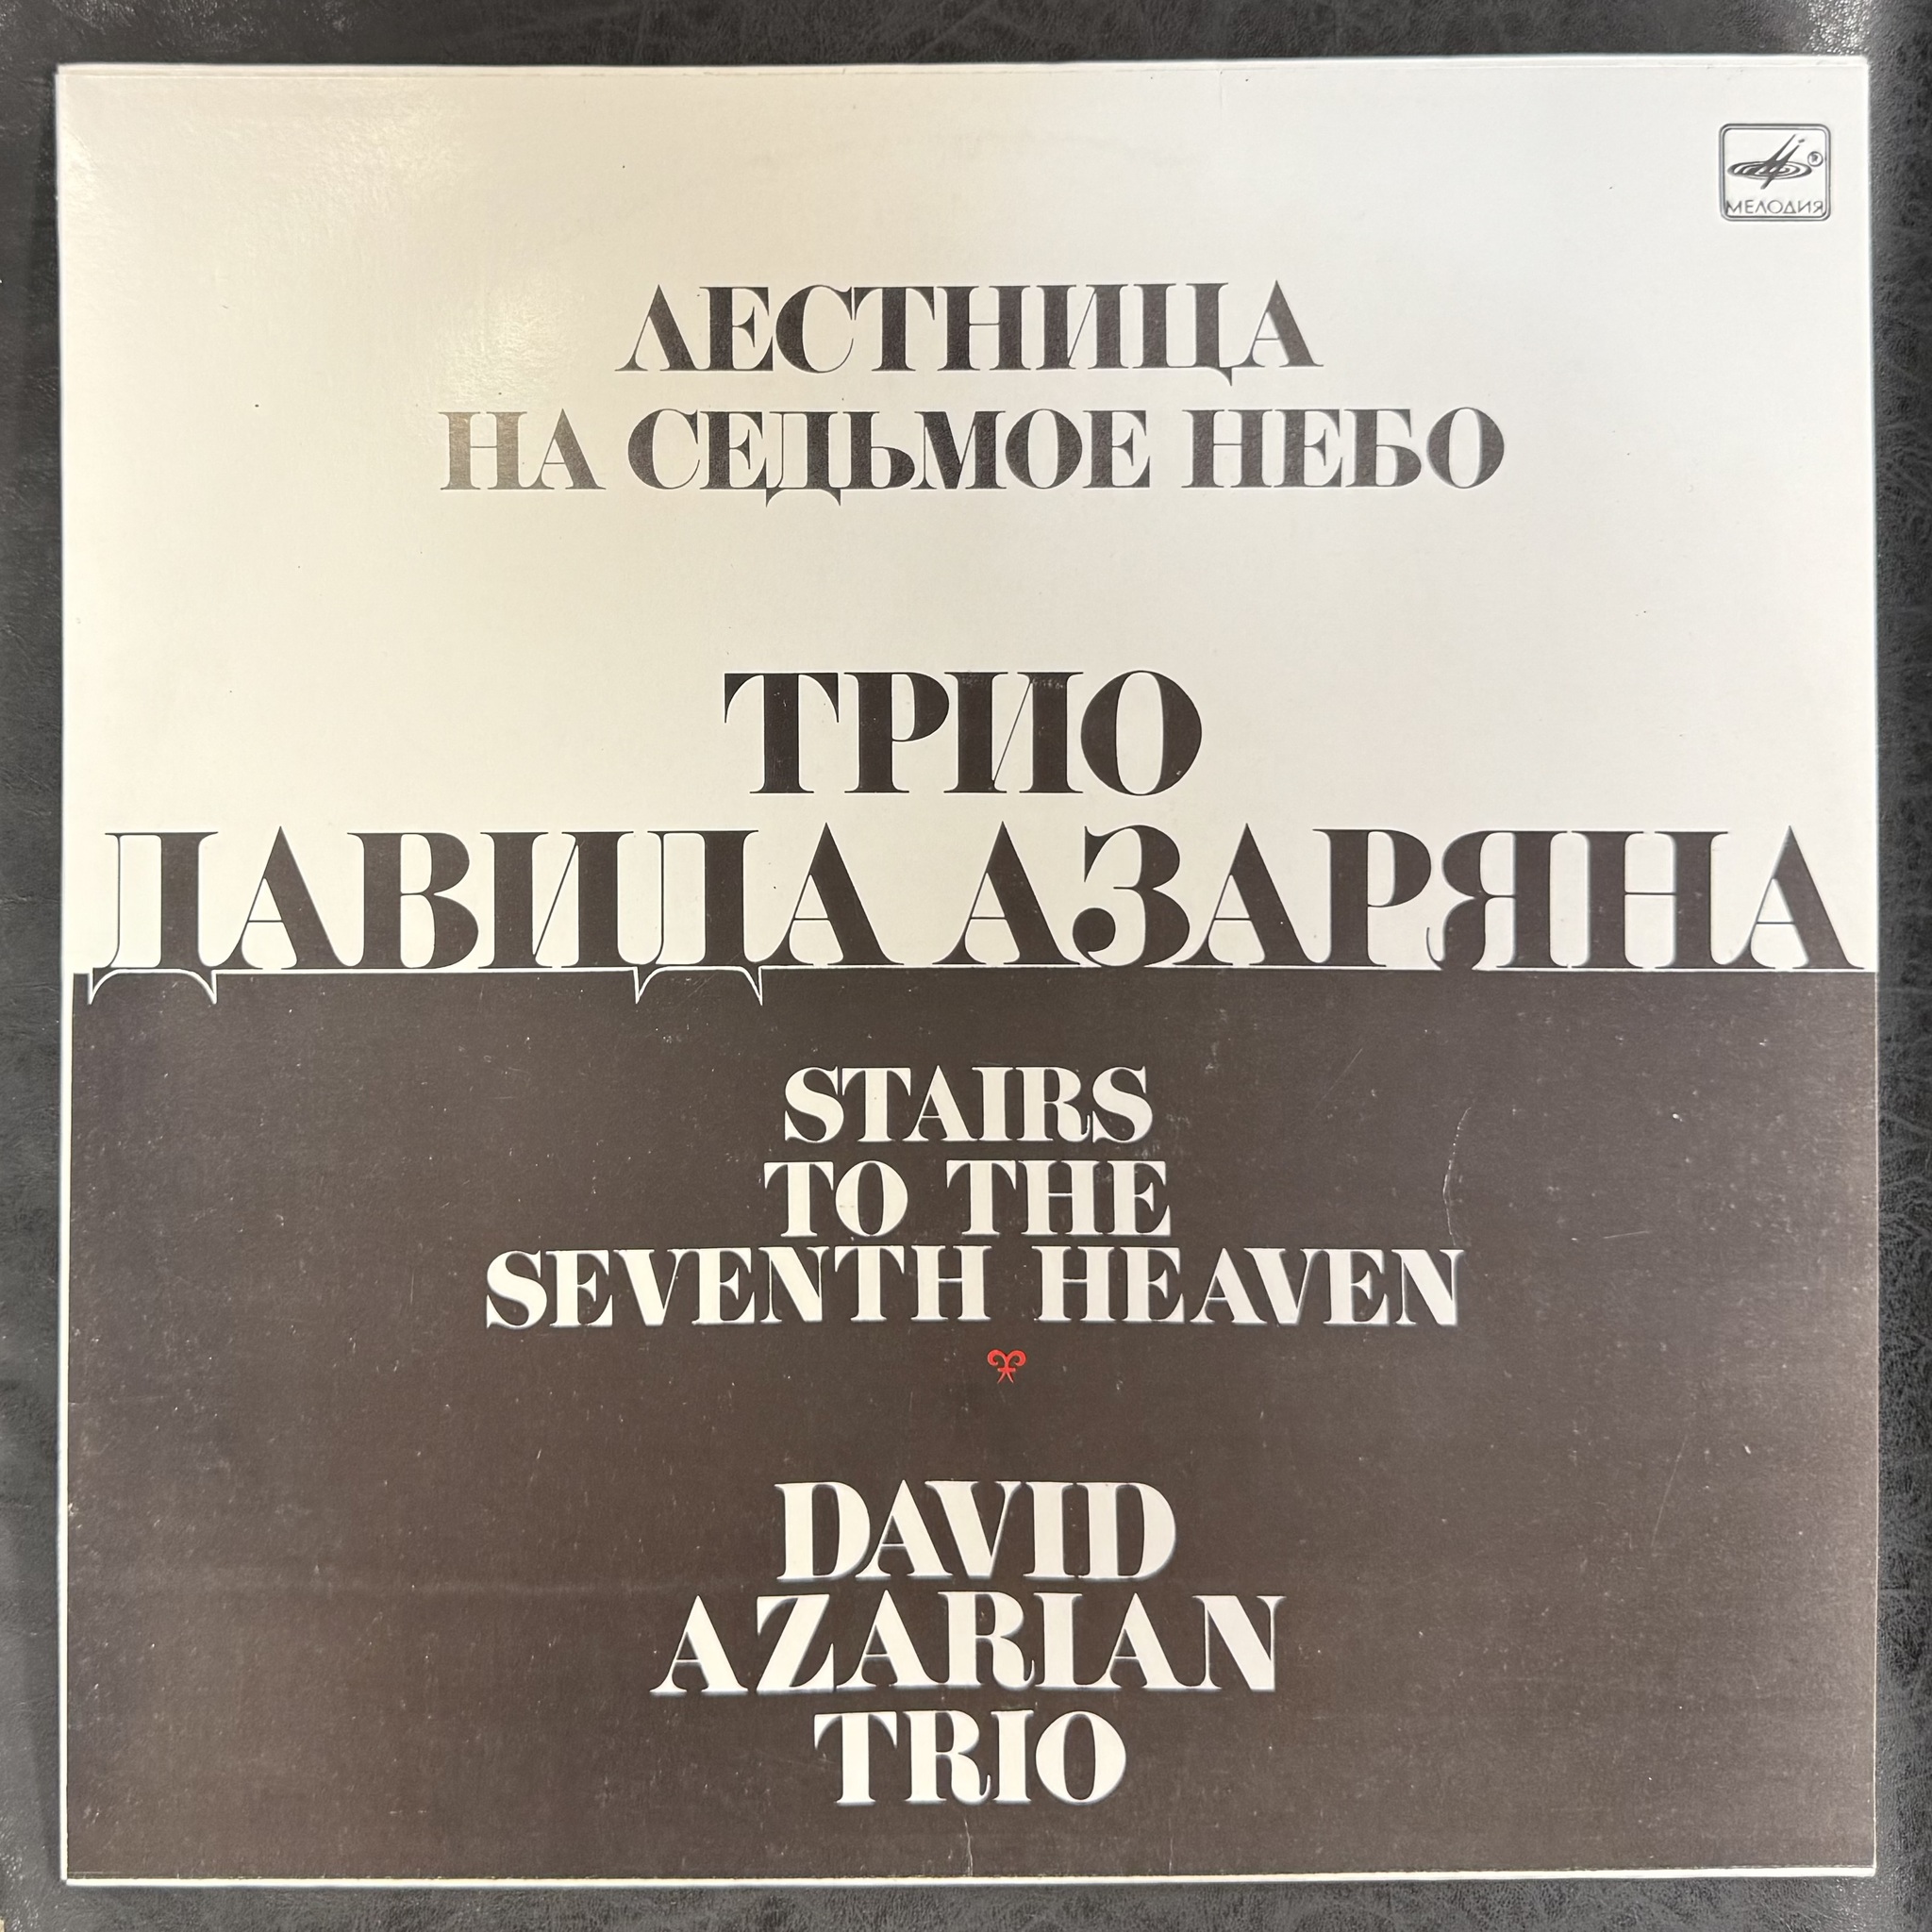 МЕЛОДИЯ
ЛЕСТНИЦА
НА СЕДЬМОЕ НЕБО
ТРИО
ДАВИДА АЗАРЯНА
STAIRS
TO THE
SEVENTH HEAVEN
DAVID
AZARIAN
TRIO